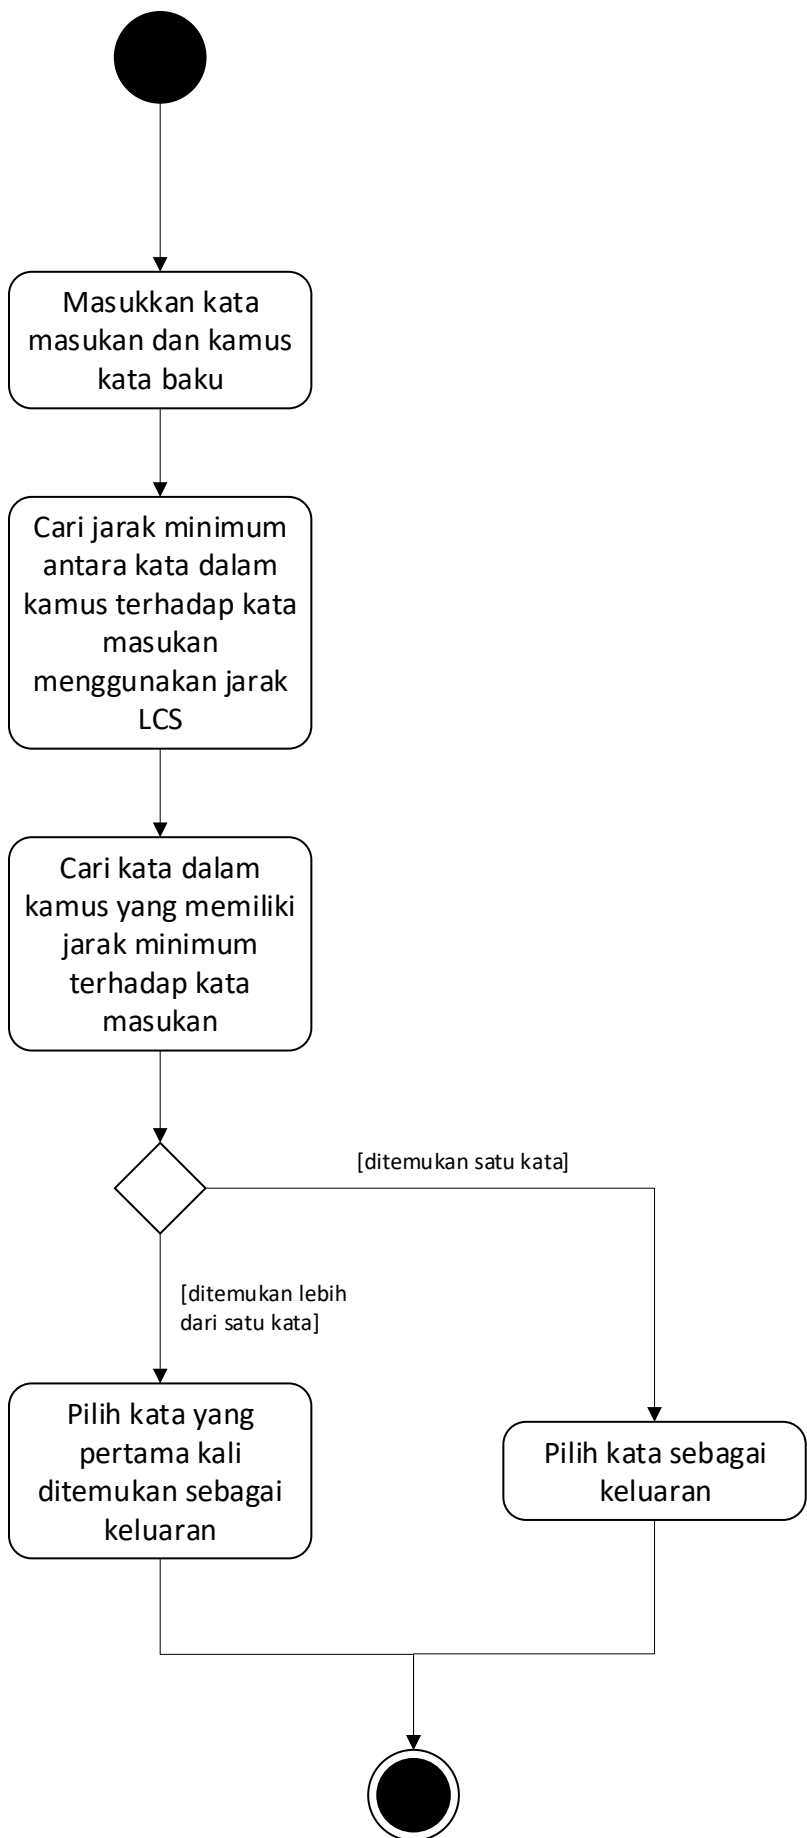 Masukkan kata
masukan dan kamus
kata baku
Cari jarak minimum
antara kata dalam
kamus terhadap kata
masukan
menggunakan jarak
LCS
Cari kata dalam
kamus yang memiliki
jarak minimum
terhadap kata
masukan
[ditemukan satu kata]
[ditemukan lebih
dari satu kata]
Pilih kata yang
pertama kali
ditemukan sebagai
keluaran
Pilih kata sebagai
keluaran